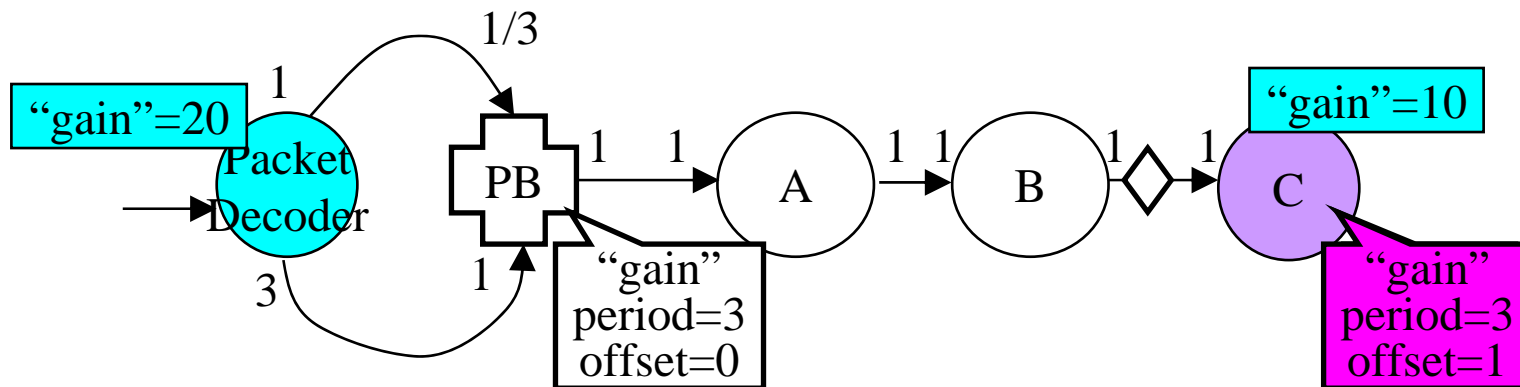 1/3
1
“gain”=20
“gain”=10
Packet
Decoder
PB
1
1
A
1
1
B
1
1
C
3
1
“gain”
period=3
offset=0
“gain”
period=3
offset=1